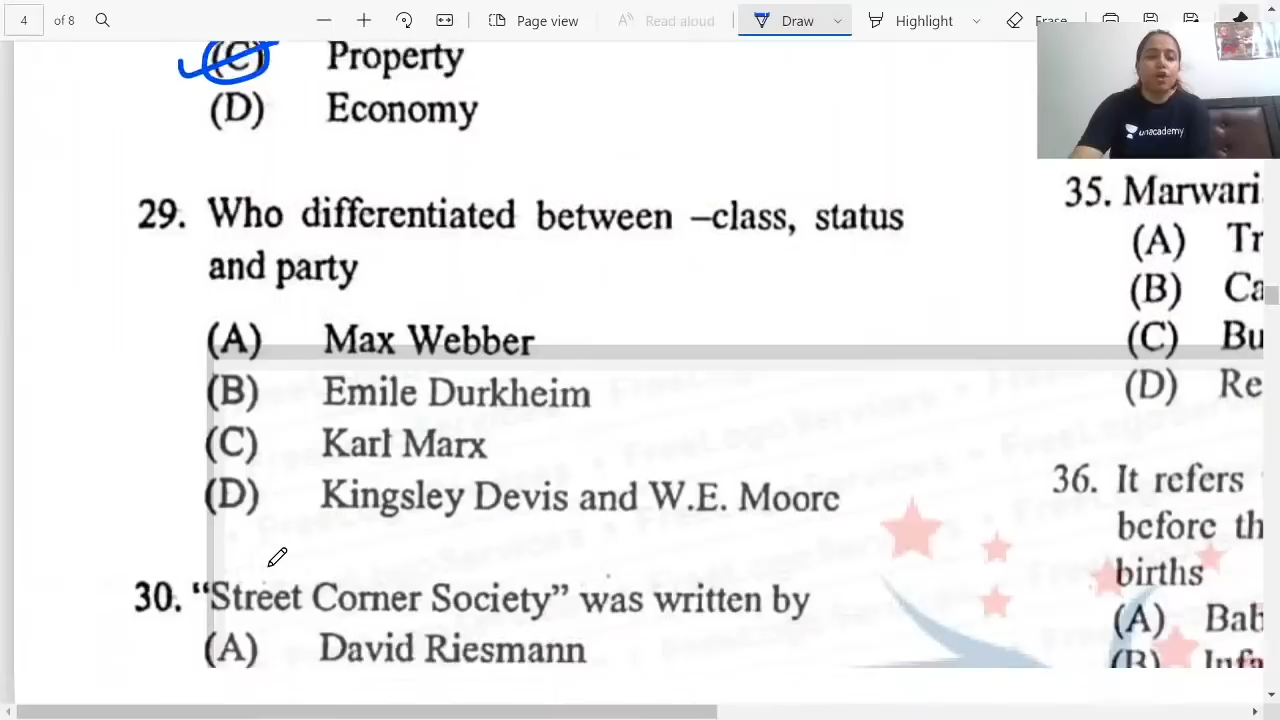 4 of 8
Page view
Read aloud
Draw
Highlight
Erase
unacademy
(C) Property
(D) Economy
29. Who differentiated between –class, status
and party
(A) Max Webber
(B) Emile Durkheim
(C) Karl Marx
(D) Kingsley Devis and W.E. Moore
30. “Street Corner Society” was written by
(A) David Riesmann
35. Marwari
(A) Tr
(B) Ca
(C) Bu
(D) Re
36. It refers
before th
births
(A) Bab
(B) Infa